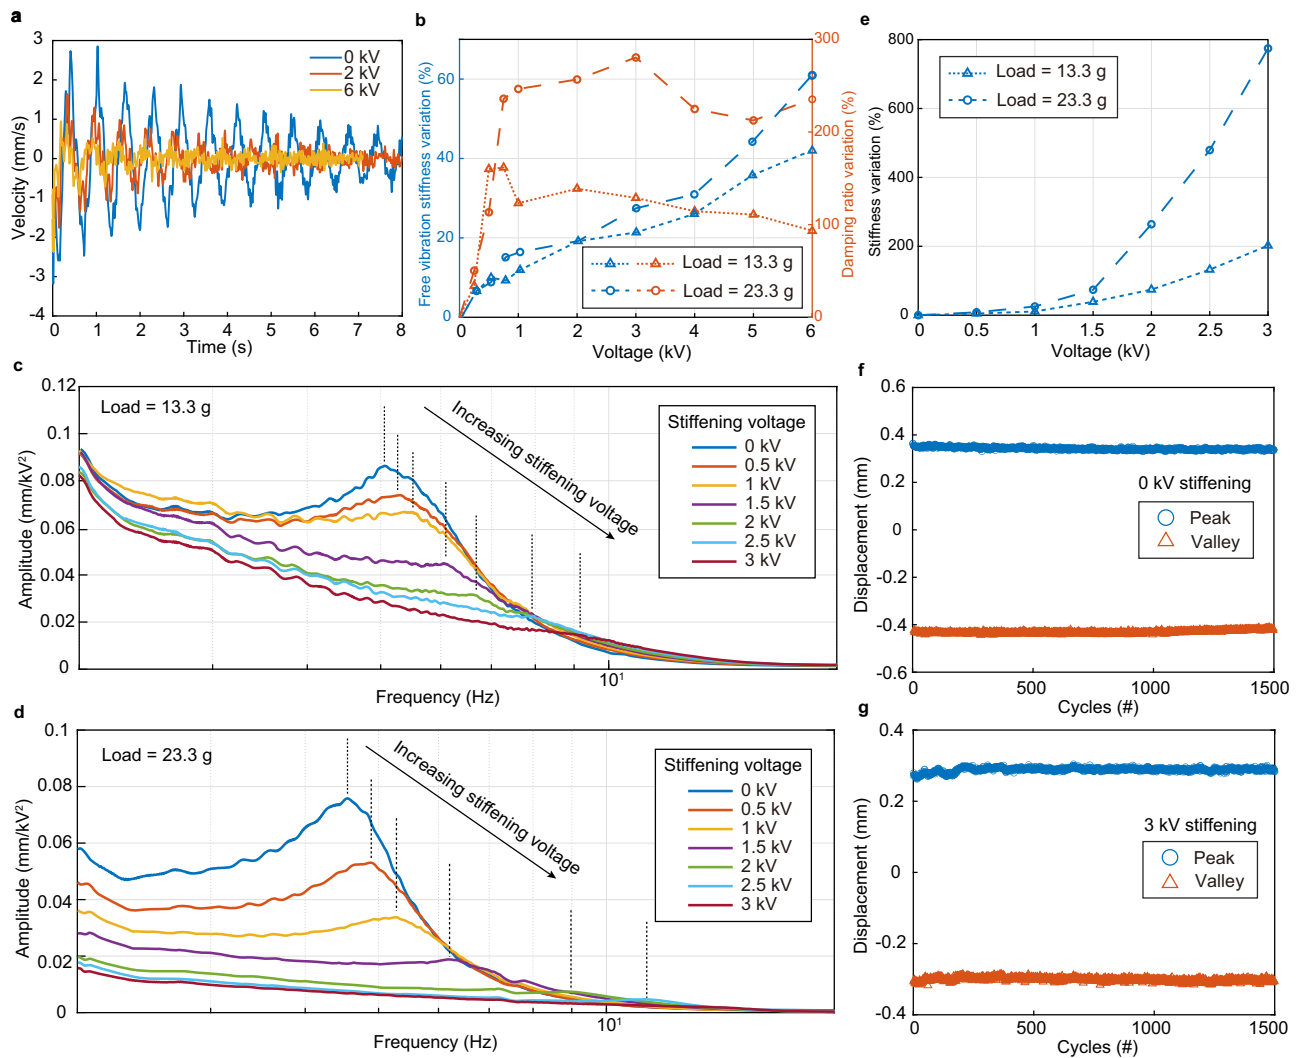 a
3
2
1
0
-1
-2
-3
-4
Velocity (mm/s)
0 kV
2 kV
6 kV
0 1 2 3 4 5 6 7 8
Time (s)
b
60
40
20
0
Free vibration stiffness variation (%)
300
200
100
0
Damping ratio variation (%)
Load = 13.3 g
Load = 23.3 g
0 1 2 3 4 5 6
Voltage (kV)
e
800
600
400
200
0
Stiffness variation (%)
Load = 13.3 g
Load = 23.3 g
0 0.5 1 1.5 2 2.5 3
Voltage (kV)
c
0.12
0.1
0.08
0.06
0.04
0.02
0
Amplitude (mm/kV²)
Load = 13.3 g
Increasing stiffening voltage
Stiffening voltage
0 kV
0.5 kV
1 kV
1.5 kV
2 kV
2.5 kV
3 kV
10¹
Frequency (Hz)
f
0.6
0.4
0.2
0
-0.2
-0.4
-0.6
Displacement (mm)
0 kV stiffening
Peak
Valley
0 500 1000 1500
Cycles (#)
d
0.1
0.08
0.06
0.04
0.02
0
Amplitude (mm/kV²)
Load = 23.3 g
Increasing stiffening voltage
Stiffening voltage
0 kV
0.5 kV
1 kV
1.5 kV
2 kV
2.5 kV
3 kV
10¹
Frequency (Hz)
g
0.4
0.2
0
-0.2
-0.4
Displacement (mm)
3 kV stiffening
Peak
Valley
0 500 1000 1500
Cycles (#)